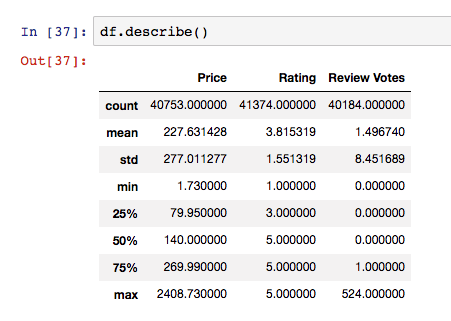 In [37]: df.describe()
Out[37]:
Price Rating Review Votes
count 40753.000000 41374.000000 40184.000000
mean 227.631428 3.815319 1.496740
std 277.011277 1.551319 8.451689
min 1.730000 1.000000 0.000000
25% 79.950000 3.000000 0.000000
50% 140.000000 5.000000 0.000000
75% 269.990000 5.000000 1.000000
max 2408.730000 5.000000 524.000000